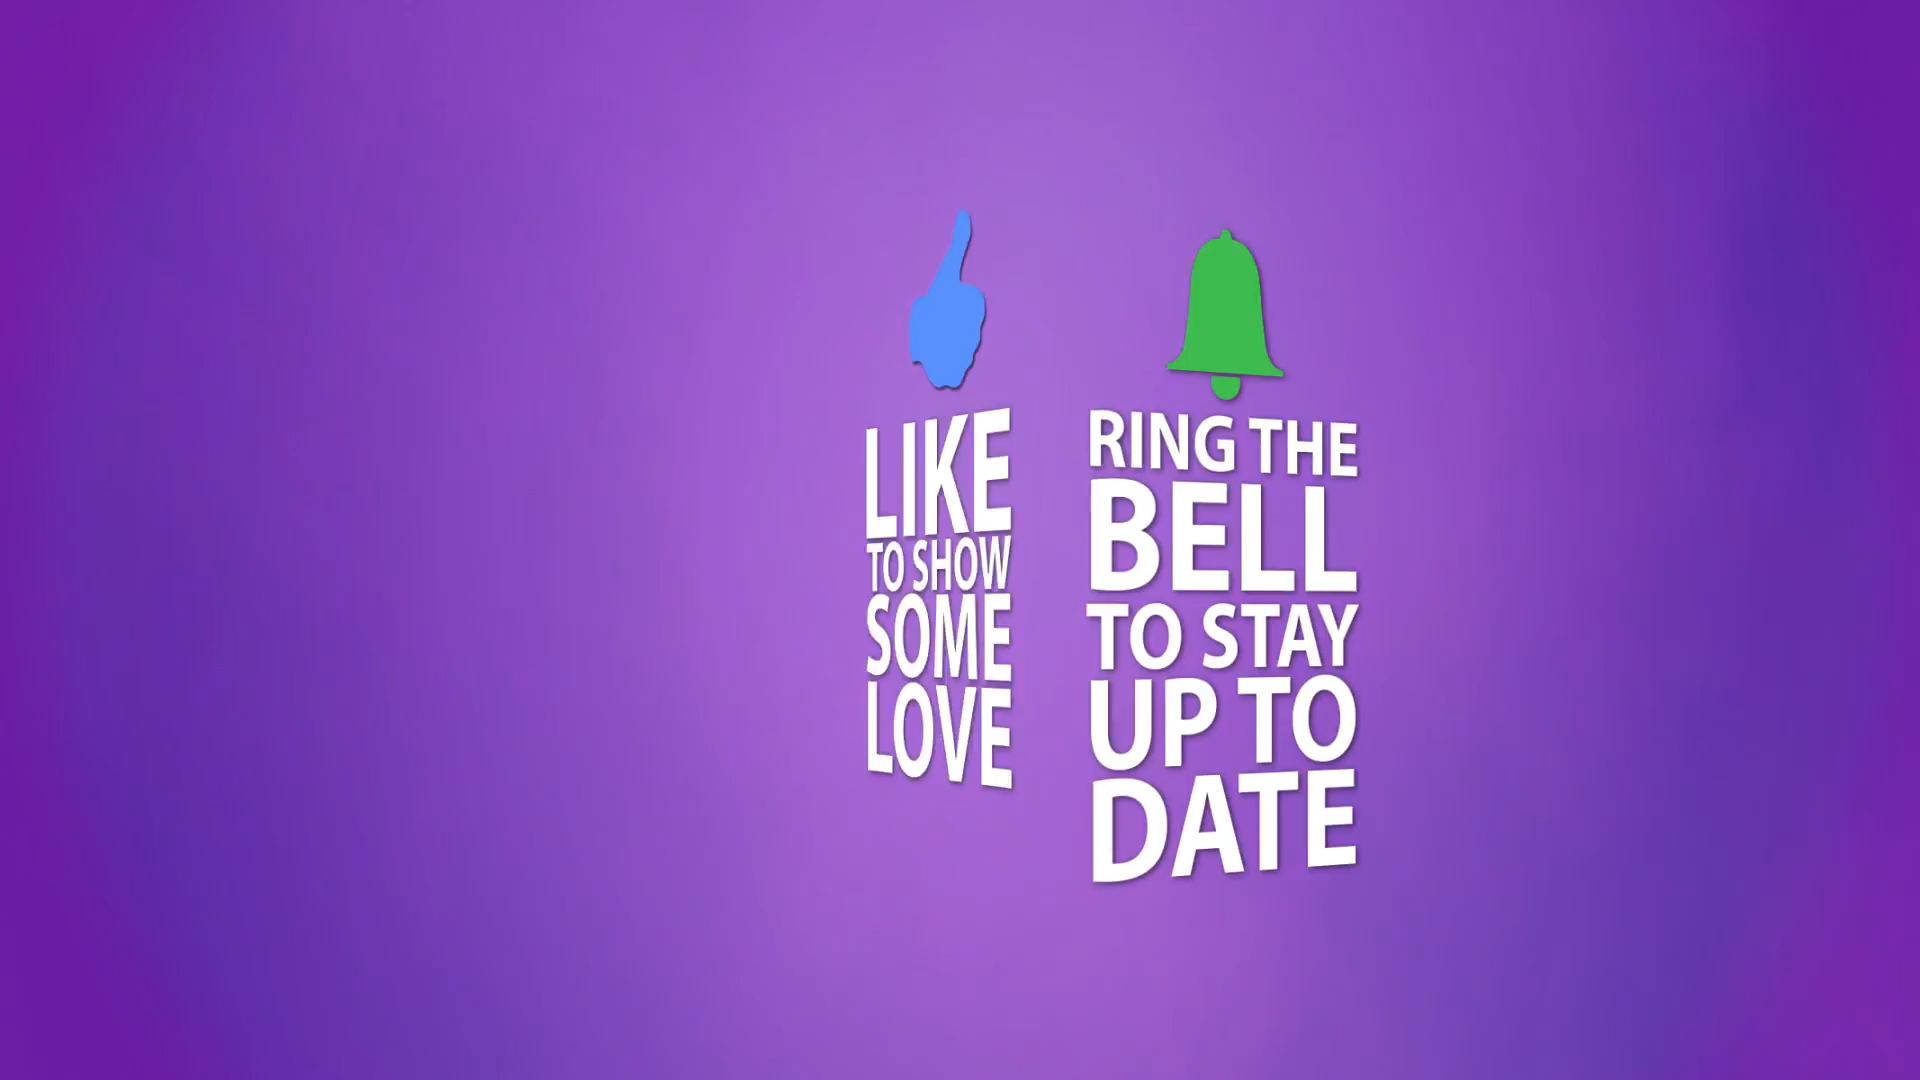 LIKE
TO SHOW
SOME
LOVE
RING THE
BELL
TO STAY
UP TO
DATE